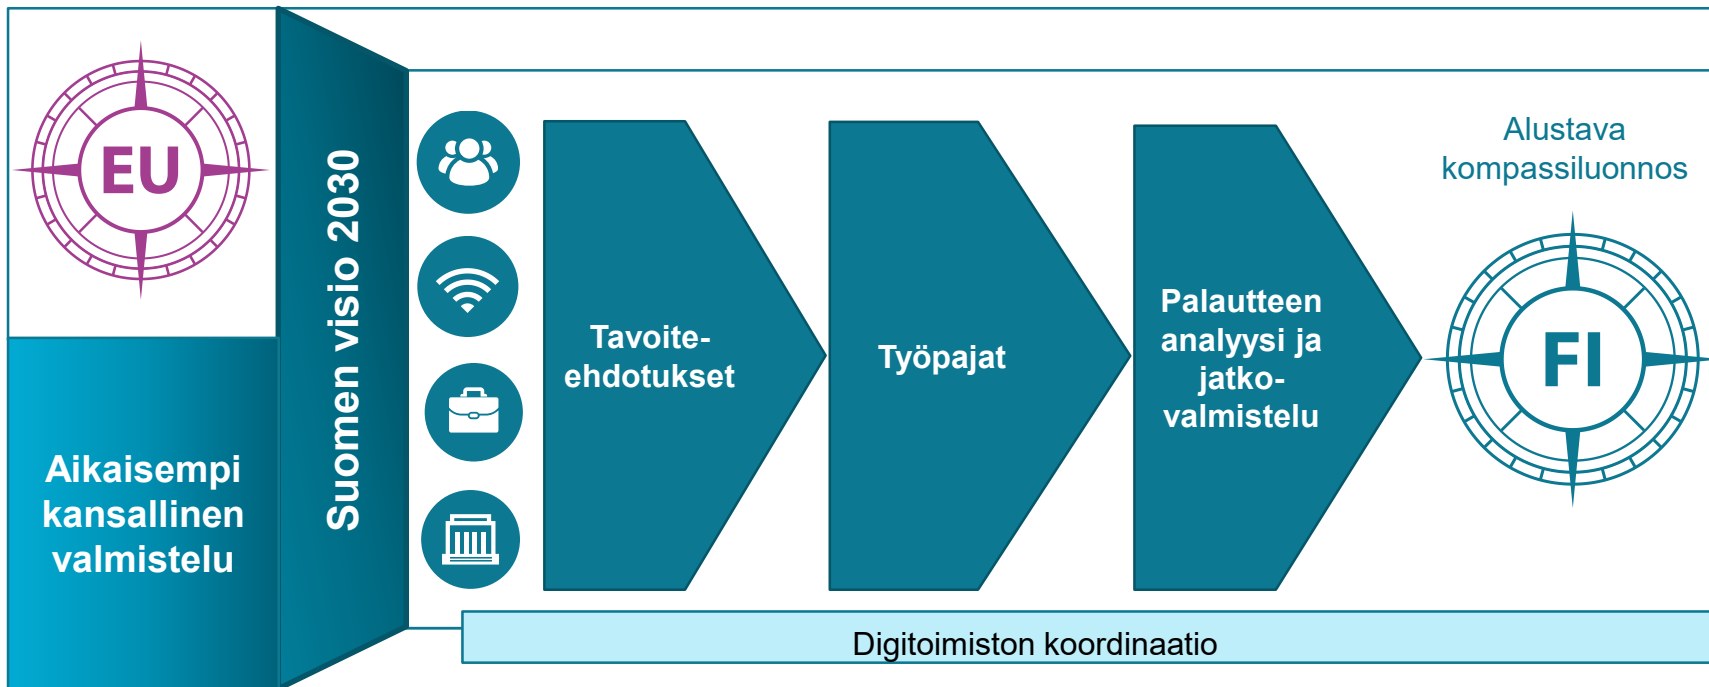 EU
Aikaisempi
kansallinen
valmistelu
Suomen visio 2030
Tavoite-
ehdotukset
Työpajat
Palautteen
analyysi ja
jatko-
valmistelu
Alustava
kompassiluonnos
FI
Digitoimiston koordinaatio